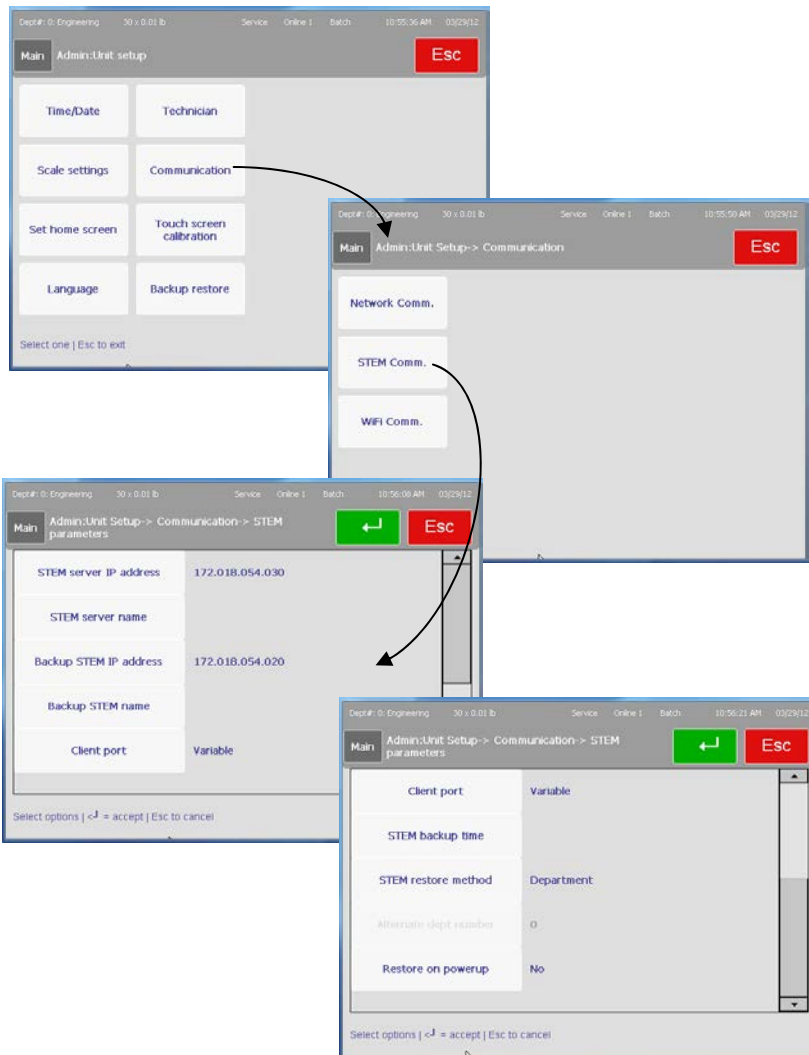 Dept#: 0: Engineering 30 x 0.01 lb Service Online 1 Batch 10:55:36 AM 03/29/12
Main Admin:Unit setup Esc
Time/Date Technician
Scale settings Communication
Set home screen Touch screen calibration
Language Backup restore
Select one | Esc to exit
Dept#: 0: Engineering 30 x 0.01 lb Service Online 1 Batch 10:55:50 AM 03/29/12
Main Admin:Unit Setup-> Communication Esc
Network Comm.
STEM Comm.
WiFi Comm.
Dept#: 0: Engineering 30 x 0.01 lb Service Online 1 Batch 10:56:08 AM 03/29/12
Main Admin:Unit Setup-> Communication-> STEM parameters Esc
STEM server IP address 172.018.054.030
STEM server name
Backup STEM IP address 172.018.054.020
Backup STEM name
Client port Variable
Select options | <┘ = accept | Esc to cancel
Dept#: 0: Engineering 30 x 0.01 lb Service Online 1 Batch 10:56:21 AM 03/29/12
Main Admin:Unit Setup-> Communication-> STEM parameters Esc
Client port Variable
STEM backup time
STEM restore method Department
Alternate dept number 0
Restore on powerup No
Select options | <┘ = accept | Esc to cancel